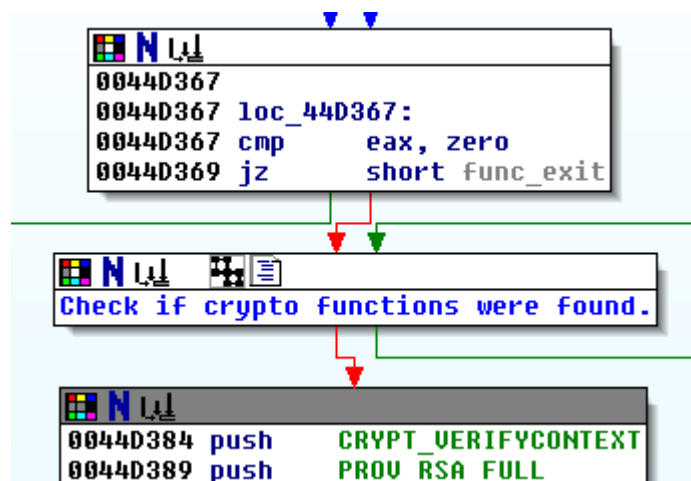 0044D367
0044D367 loc_44D367:
0044D367 cmp eax, zero
0044D369 jz short func_exit
Check if crypto functions were found.
0044D384 push CRYPT_VERIFYCONTEXT
0044D389 push PROV_RSA_FULL